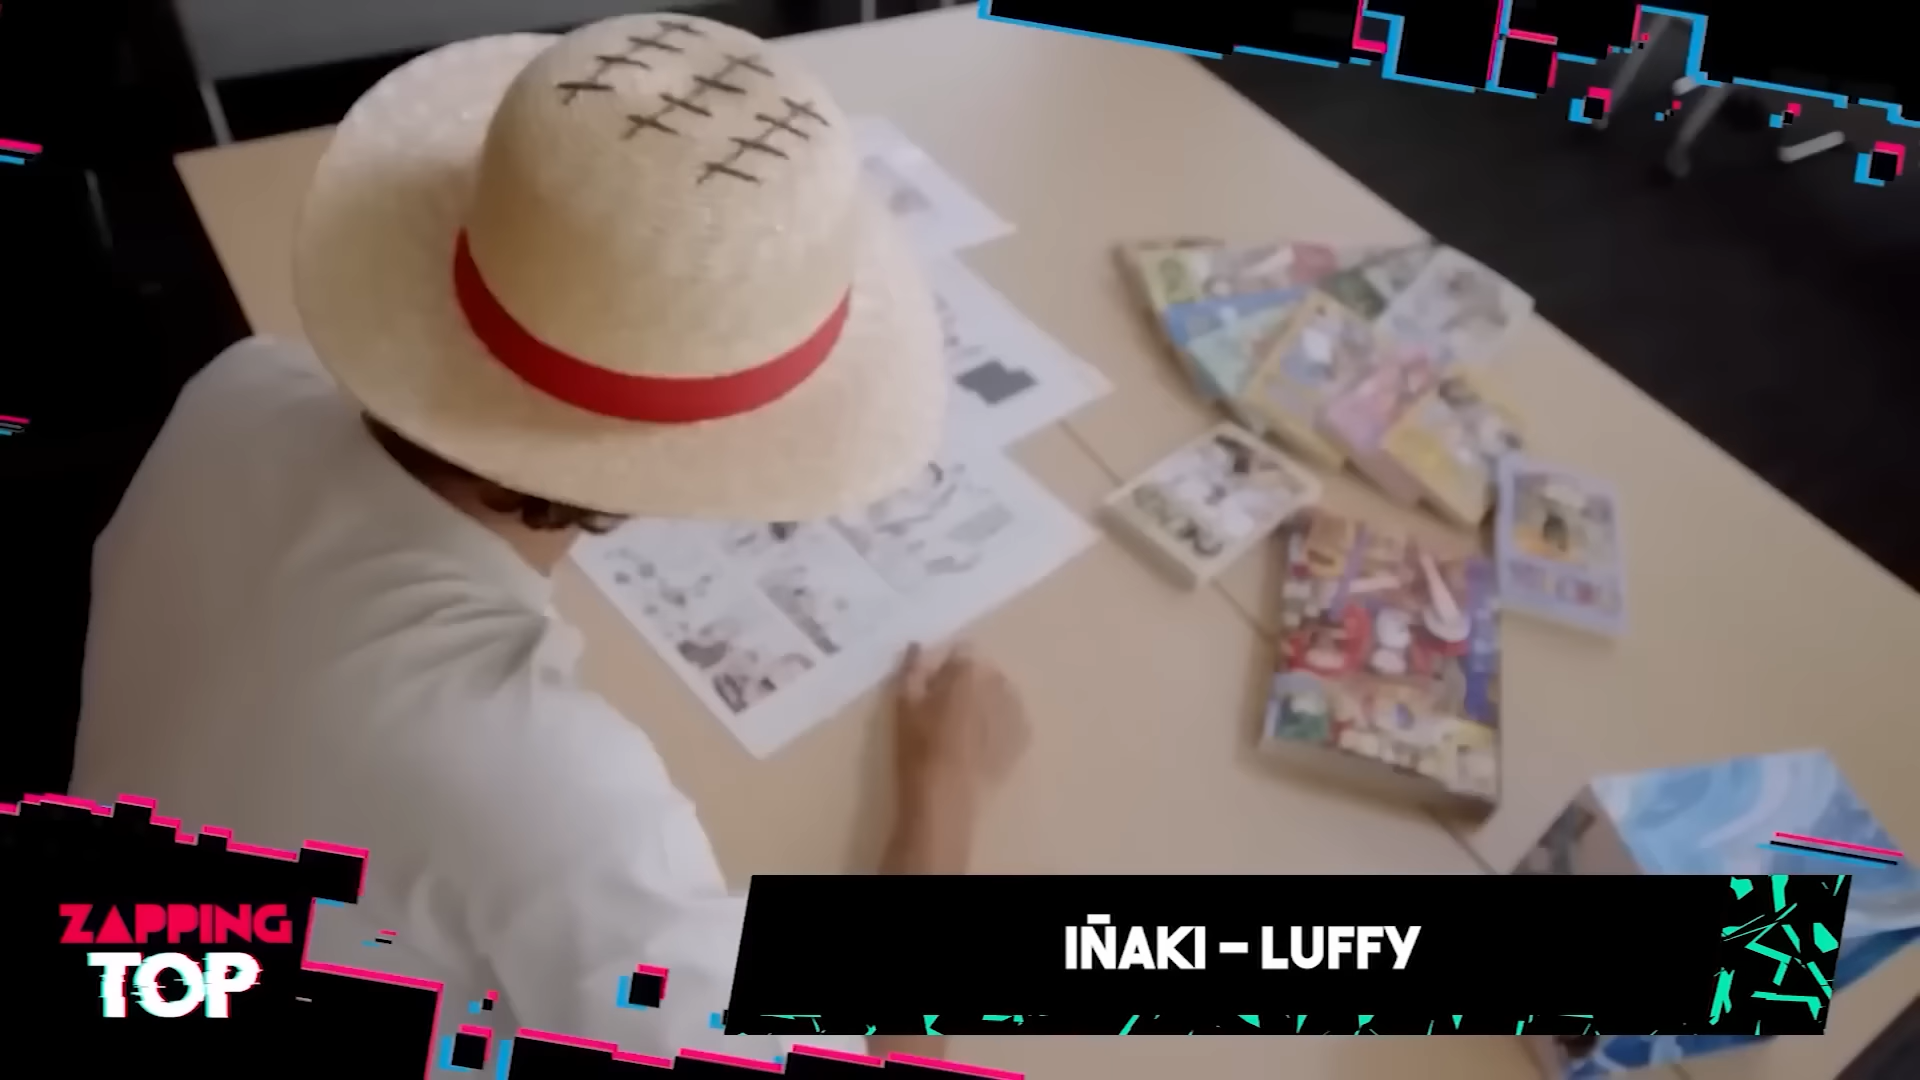 ZAPPING
TOP
IÑAKI – LUFFY